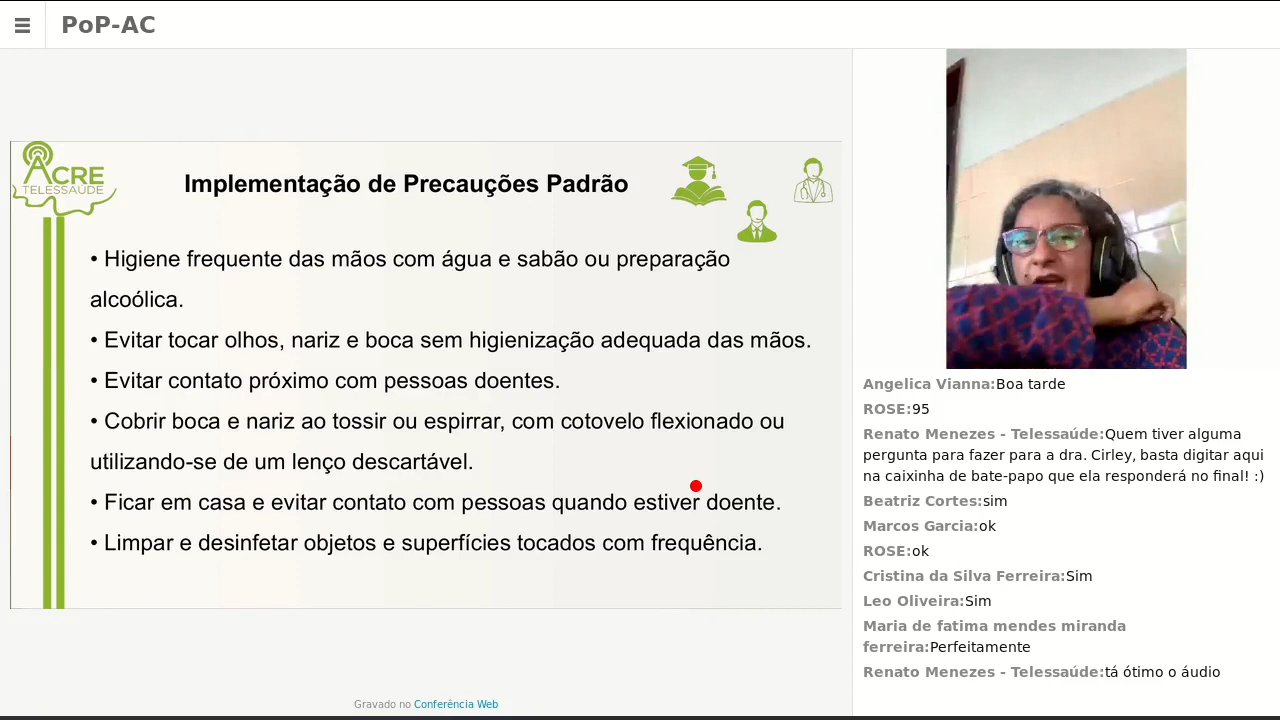 PoP-AC
ACRE
TELESSAÚDE
Implementação de Precauções Padrão
• Higiene frequente das mãos com água e sabão ou preparação
alcoólica.
• Evitar tocar olhos, nariz e boca sem higienização adequada das mãos.
• Evitar contato próximo com pessoas doentes.
• Cobrir boca e nariz ao tossir ou espirrar, com cotovelo flexionado ou
utilizando-se de um lenço descartável.
• Ficar em casa e evitar contato com pessoas quando estiver doente.
• Limpar e desinfetar objetos e superfícies tocados com frequência.
Gravado no Conferência Web
Angelica Vianna:Boa tarde
ROSE:95
Renato Menezes - Telessaúde:Quem tiver alguma
pergunta para fazer para a dra. Cirley, basta digitar aqui
na caixinha de bate-papo que ela responderá no final! :)
Beatriz Cortes:sim
Marcos Garcia:ok
ROSE:ok
Cristina da Silva Ferreira:Sim
Leo Oliveira:Sim
Maria de fatima mendes miranda
ferreira:Perfeitamente
Renato Menezes - Telessaúde:tá ótimo o áudio